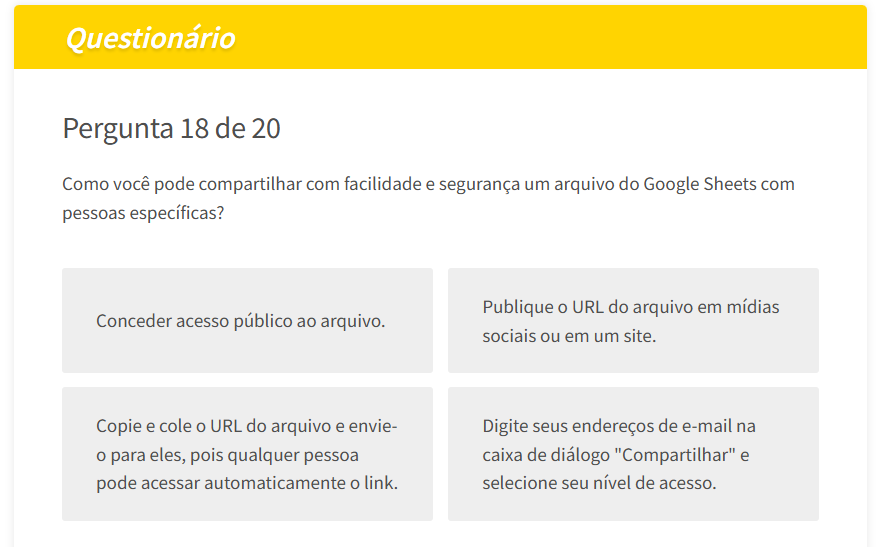 Questionário
Pergunta 18 de 20
Como você pode compartilhar com facilidade e segurança um arquivo do Google Sheets com
pessoas específicas?
Conceder acesso público ao arquivo.
Publique o URL do arquivo em mídias
sociais ou em um site.
Copie e cole o URL do arquivo e envie-
o para eles, pois qualquer pessoa
pode acessar automaticamente o link.
Digite seus endereços de e-mail na
caixa de diálogo "Compartilhar" e
selecione seu nível de acesso.